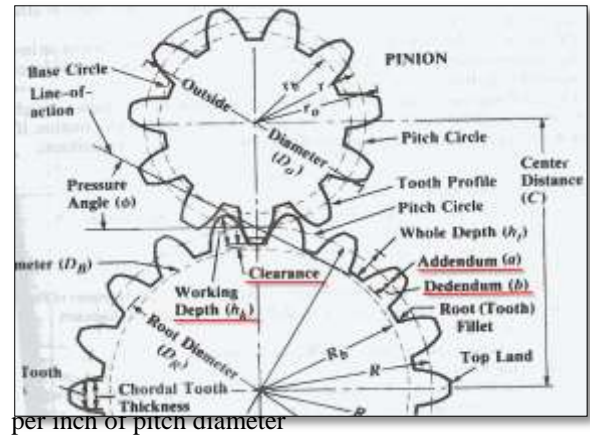 PINION
Base Circle
Line-of-
action
Outside
Diameter
(Do)
Pitch Circle
Center
Distance
(C)
Pressure
Angle (ϕ)
Tooth Profile
Pitch Circle
Whole Depth (ht)
Clearance
Addendum (a)
Working
Depth (hk)
Dedendum (b)
Root (Tooth)
Fillet
Root Diameter
(DR)
Rb
R
Top Land
Tooth
Chordal Tooth
Thickness
per inch of pitch diameter